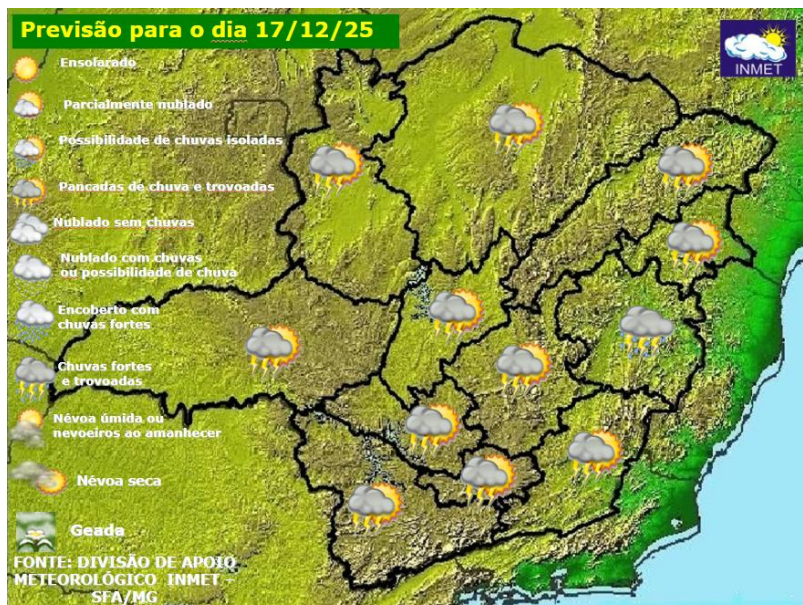 Previsão para o dia 17/12/25
INMET
Ensolarado
Parcialmente nublado
Possibilidade de chuvas isoladas
Pancadas de chuva e trovoadas
Nublado sem chuvas
Nublado com chuvas
ou possibilidade de chuva
Encoberto com
chuvas fortes
Chuvas fortes
e trovoadas
Névoa úmida ou
nevoeiros ao amanhecer
Névoa seca
Geada
FONTE: DIVISÃO DE APOIO
METEOROLÓGICO INMET –
SFA/MG